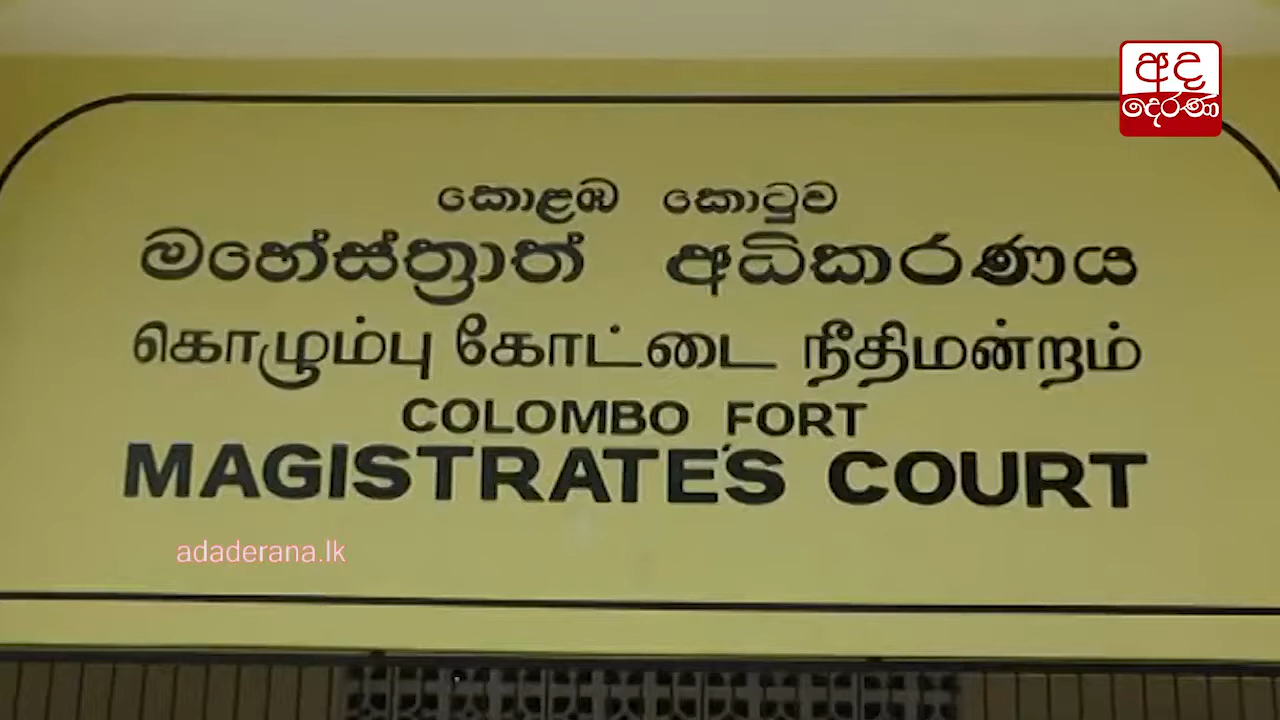 අද
දෙරණ
කොළඹ කොටුව
මහේස්ත්‍රාත් අධිකරණය
கொழும்பு கோட்டை நீதிமன்றம்
COLOMBO FORT
MAGISTRATE'S COURT
adaderana.lk